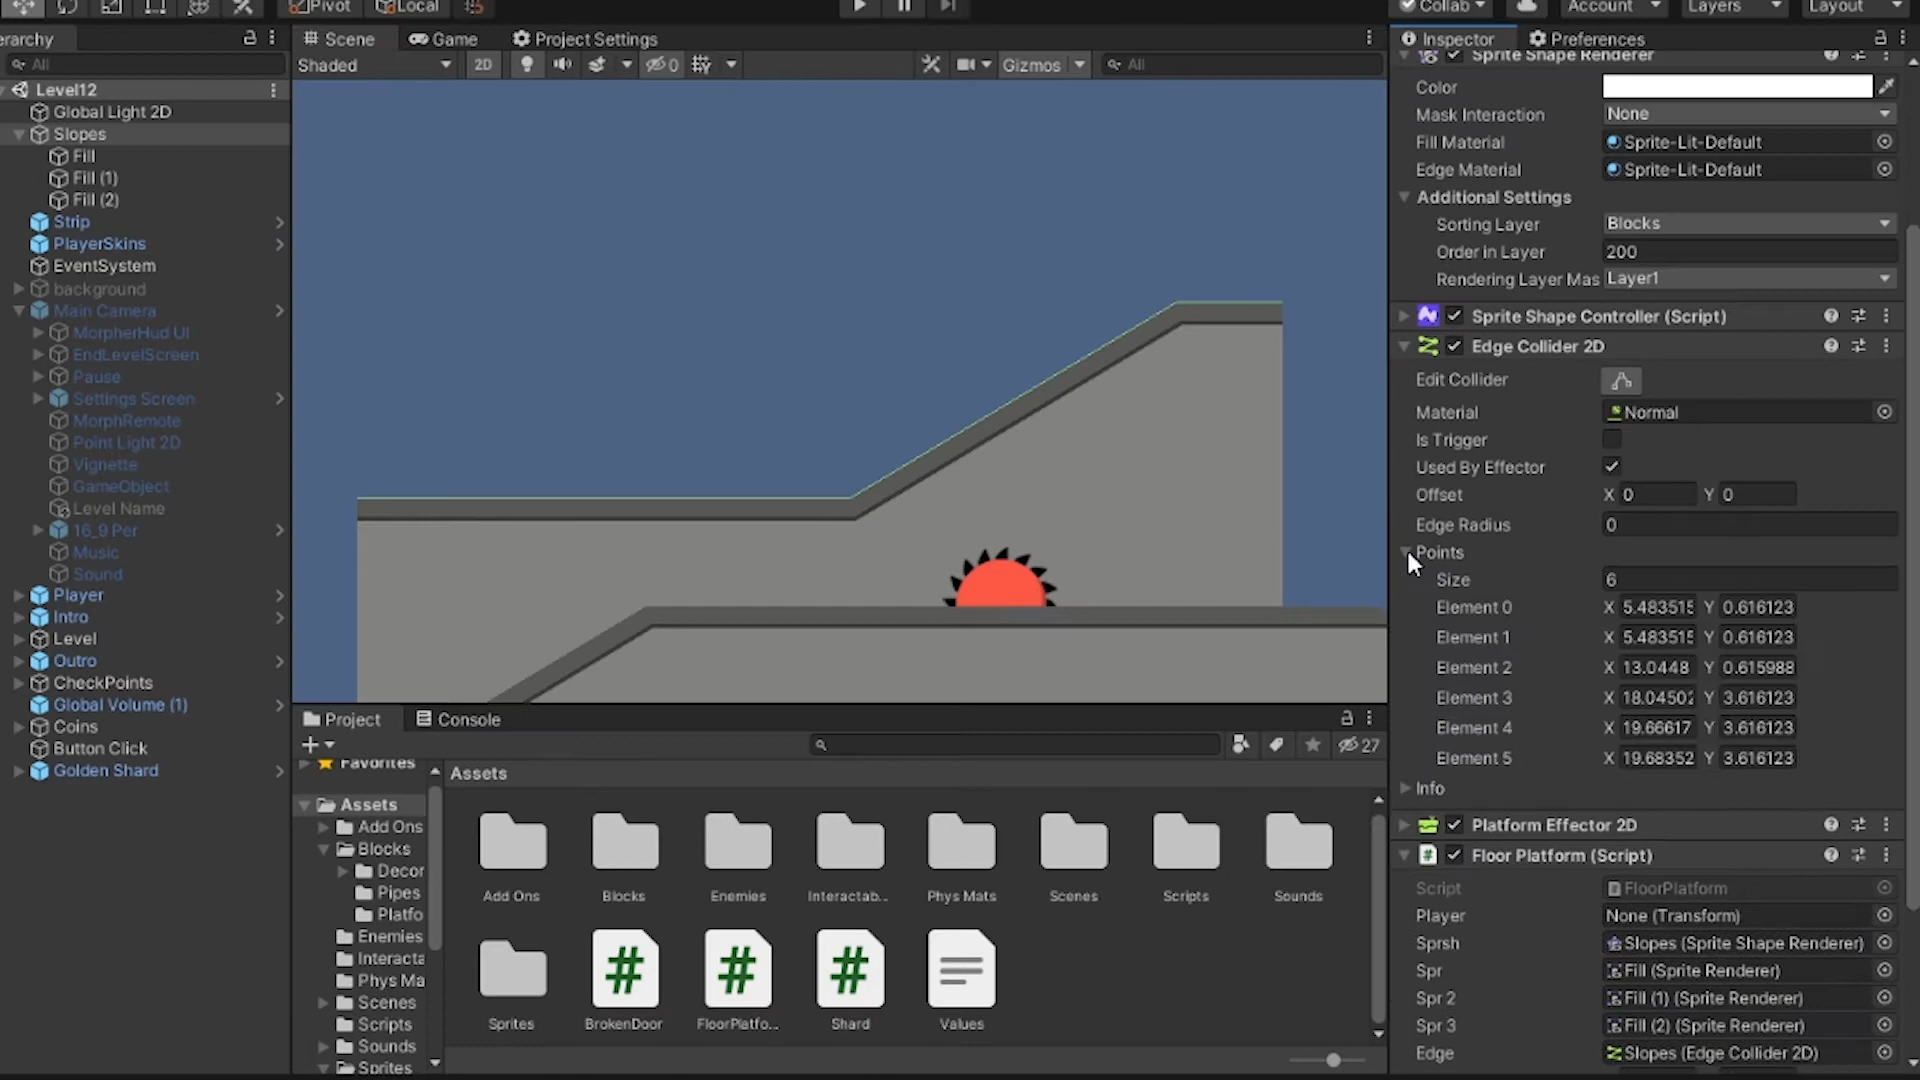 Pivot
Local
Collab
Account
Layers
Layout
erarchy
Scene
Game
Project Settings
Inspector
Preferences
All
Shaded
2D
0
Gizmos
All
Level12
Global Light 2D
Slopes
Fill
Fill (1)
Fill (2)
Strip
PlayerSkins
EventSystem
background
Main Camera
MorpherHud UI
EndLevelScreen
Pause
Settings Screen
MorphRemote
Point Light 2D
Vignette
GameObject
Level Name
16_9 Per
Music
Sound
Player
Intro
Level
Outro
CheckPoints
Global Volume (1)
Coins
Button Click
Golden Shard
Sprite Shape Renderer
Color
Mask Interaction None
Fill Material Sprite-Lit-Default
Edge Material Sprite-Lit-Default
Additional Settings
Sorting Layer Blocks
Order in Layer 200
Rendering Layer Mas Layer1
Sprite Shape Controller (Script)
Edge Collider 2D
Edit Collider
Material Normal
Is Trigger
Used By Effector
Offset X 0 Y 0
Edge Radius 0
Points
Size 6
Element 0 X 5.483515 Y 0.616123
Element 1 X 5.483515 Y 0.616123
Element 2 X 13.0448 Y 0.615988
Element 3 X 18.04502 Y 3.616123
Element 4 X 19.66617 Y 3.616123
Element 5 X 19.68352 Y 3.616123
Info
Platform Effector 2D
Floor Platform (Script)
Script FloorPlatform
Player None (Transform)
Sprsh Slopes (Sprite Shape Renderer)
Spr Fill (Sprite Renderer)
Spr 2 Fill (1) (Sprite Renderer)
Spr 3 Fill (2) (Sprite Renderer)
Edge Slopes (Edge Collider 2D)
Project
Console
27
Favorites
Assets
Add Ons
Blocks
Decor
Pipes
Platfo
Enemies
Interacta
Phys Ma
Scenes
Scripts
Sounds
Sprites
Assets
Add Ons
Blocks
Enemies
Interactab...
Phys Mats
Scenes
Scripts
Sounds
Sprites
#
BrokenDoor
#
FloorPlatfo...
#
Shard
Values